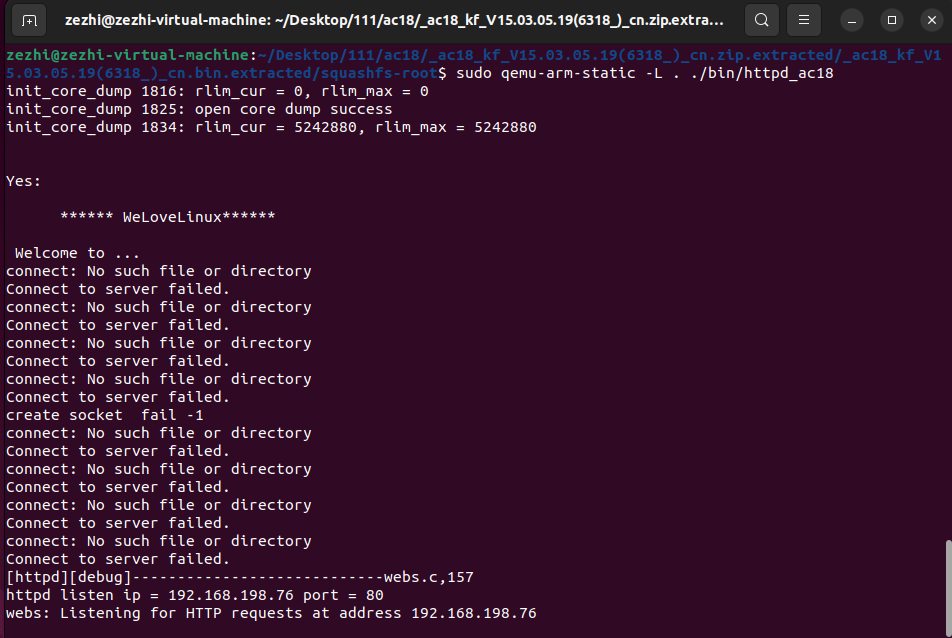 zezhi@zezhi-virtual-machine: ~/Desktop/111/ac18/_ac18_kf_V15.03.05.19(6318_)_cn.zip.extra...
zezhi@zezhi-virtual-machine:~/Desktop/111/ac18/_ac18_kf_V15.03.05.19(6318_)_cn.zip.extracted/_ac18_kf_V1
5.03.05.19(6318_)_cn.bin.extracted/squashfs-root$ sudo qemu-arm-static -L . ./bin/httpd_ac18
init_core_dump 1816: rlim_cur = 0, rlim_max = 0
init_core_dump 1825: open core dump success
init_core_dump 1834: rlim_cur = 5242880, rlim_max = 5242880
Yes:
****** WeLoveLinux******
Welcome to ...
connect: No such file or directory
Connect to server failed.
connect: No such file or directory
Connect to server failed.
connect: No such file or directory
Connect to server failed.
connect: No such file or directory
Connect to server failed.
create socket  fail -1
connect: No such file or directory
Connect to server failed.
connect: No such file or directory
Connect to server failed.
connect: No such file or directory
Connect to server failed.
connect: No such file or directory
Connect to server failed.
[httpd][debug]----------------------------webs.c,157
httpd listen ip = 192.168.198.76 port = 80
webs: Listening for HTTP requests at address 192.168.198.76